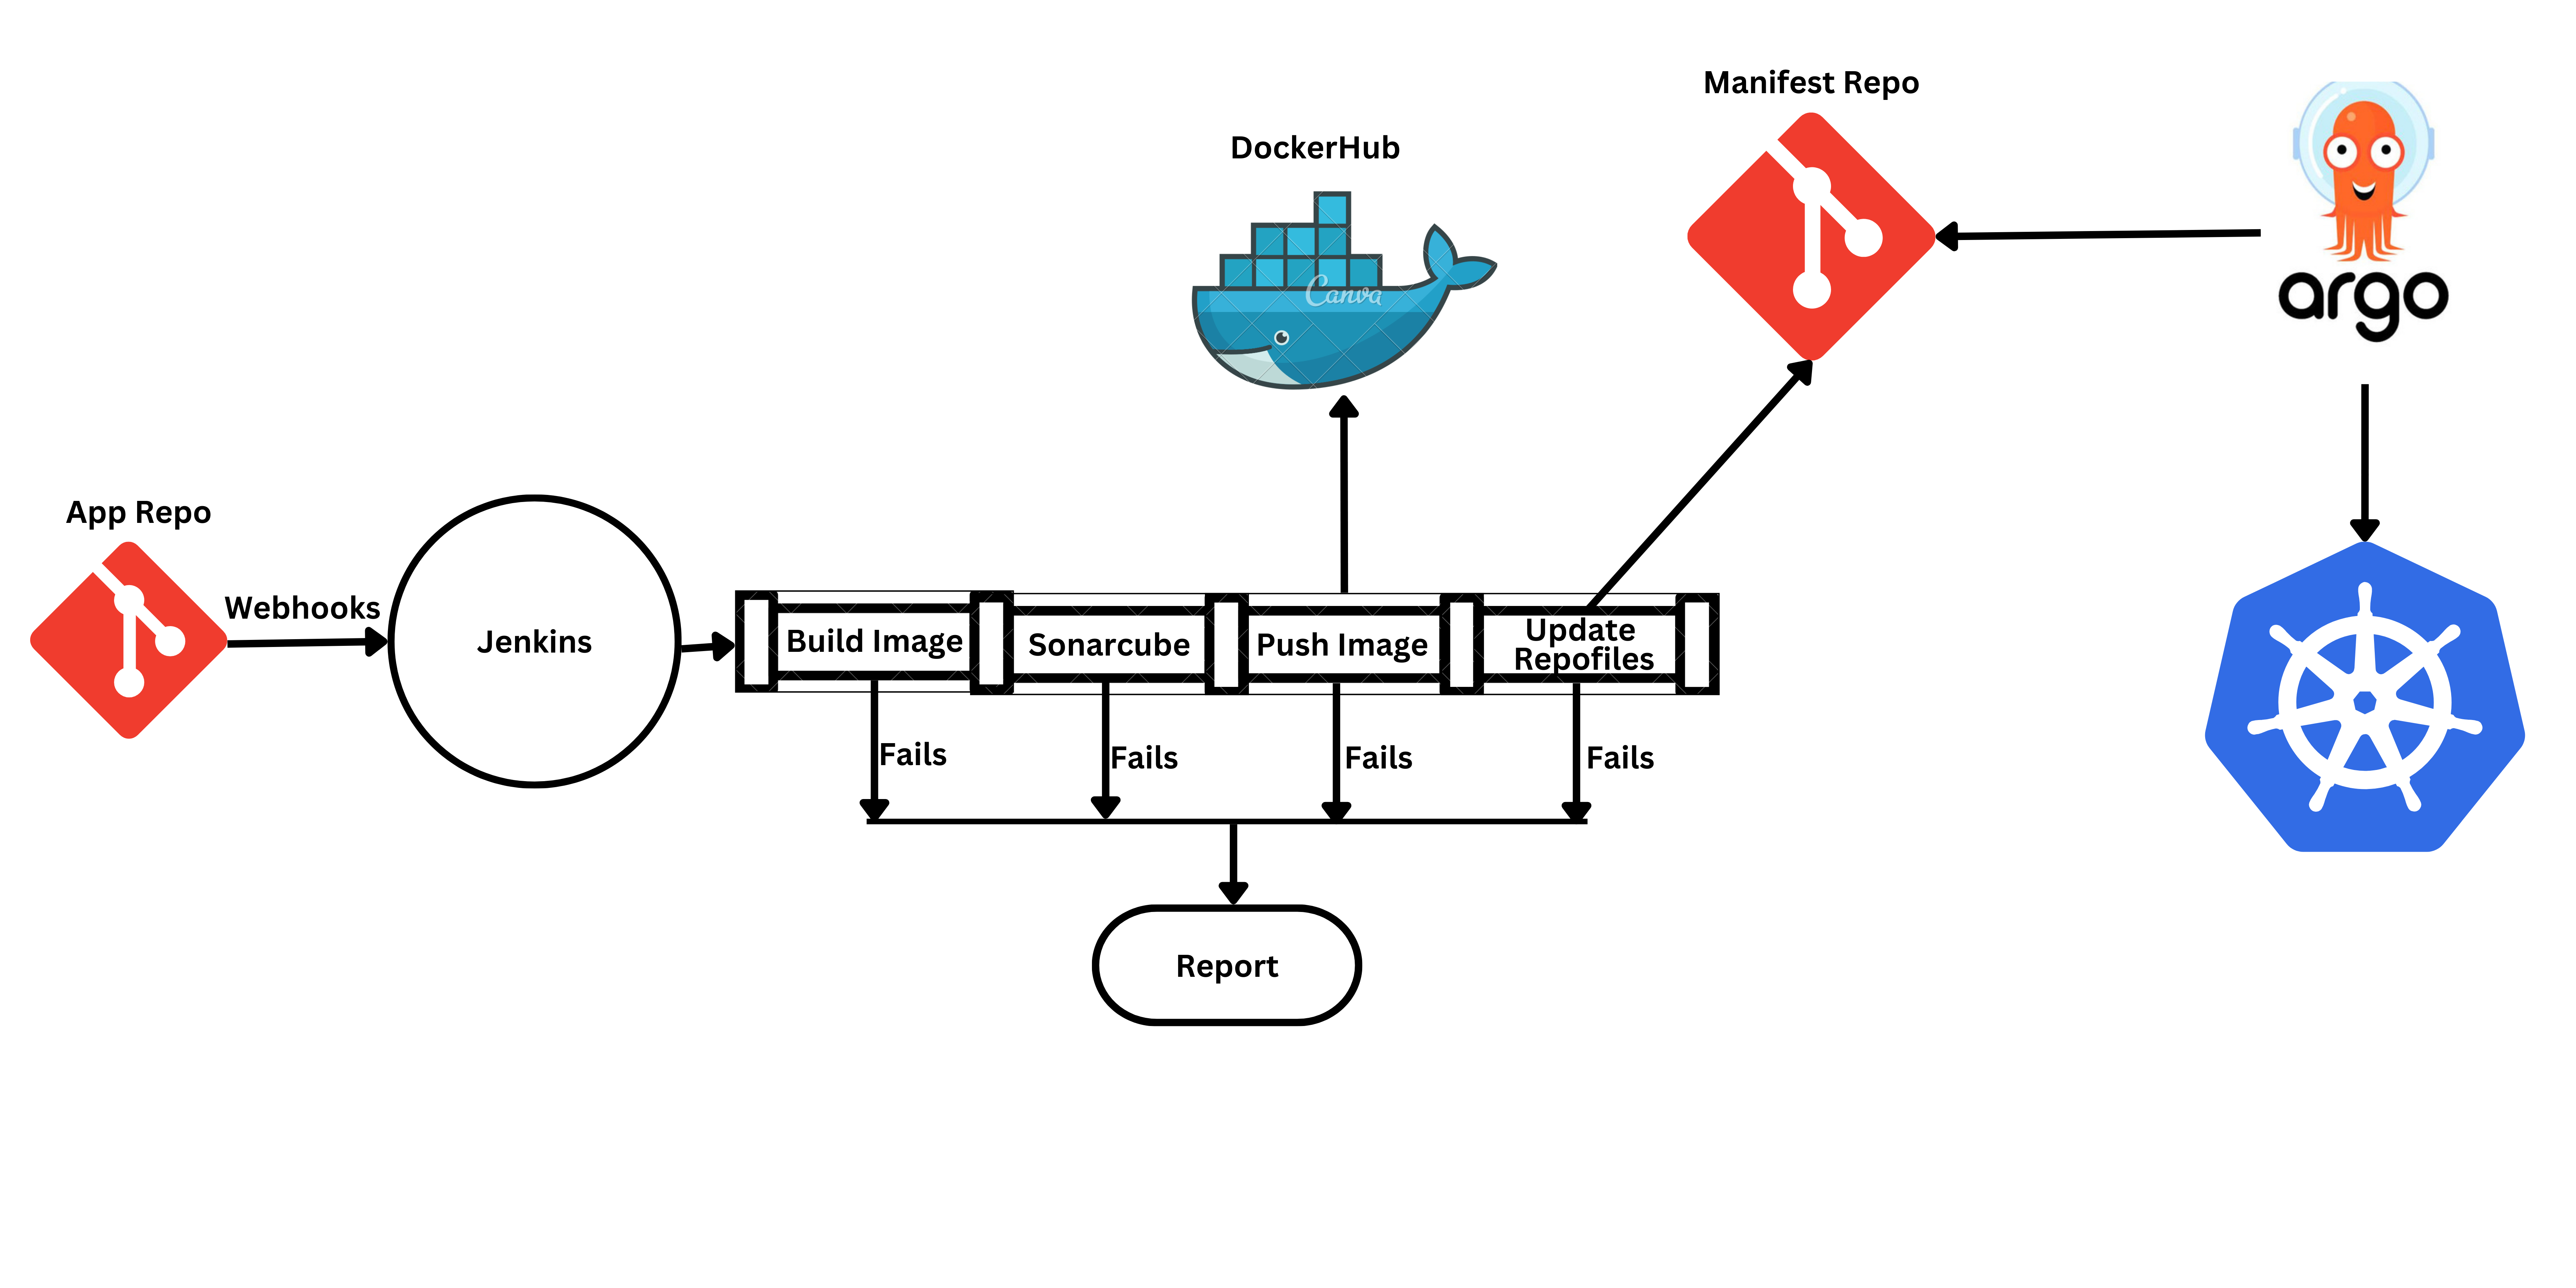 Manifest Repo
DockerHub
Canva
argo
App Repo
Webhooks
Jenkins
Build Image
Sonarcube
Push Image
Update
Repofiles
Fails
Fails
Fails
Fails
Report